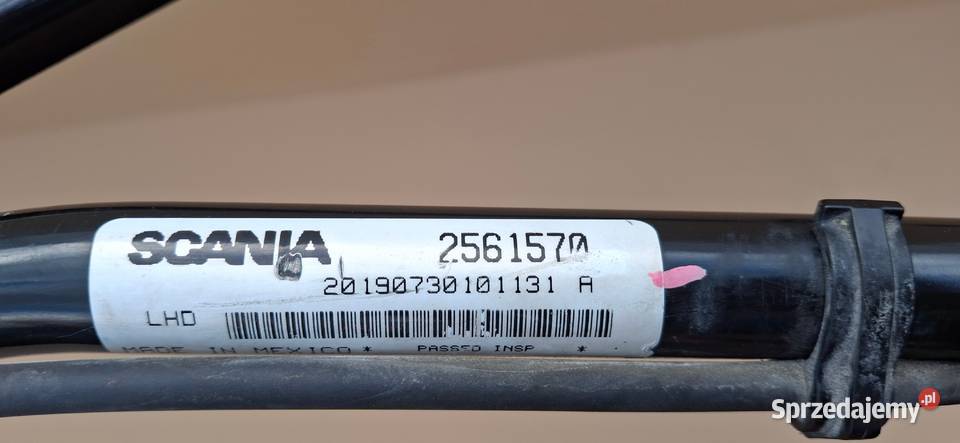 SCANIA 2561570
20190730101131 A
LHD
MADE IN MEXICO * PASSED INSP *
Sprzedajemy.pl